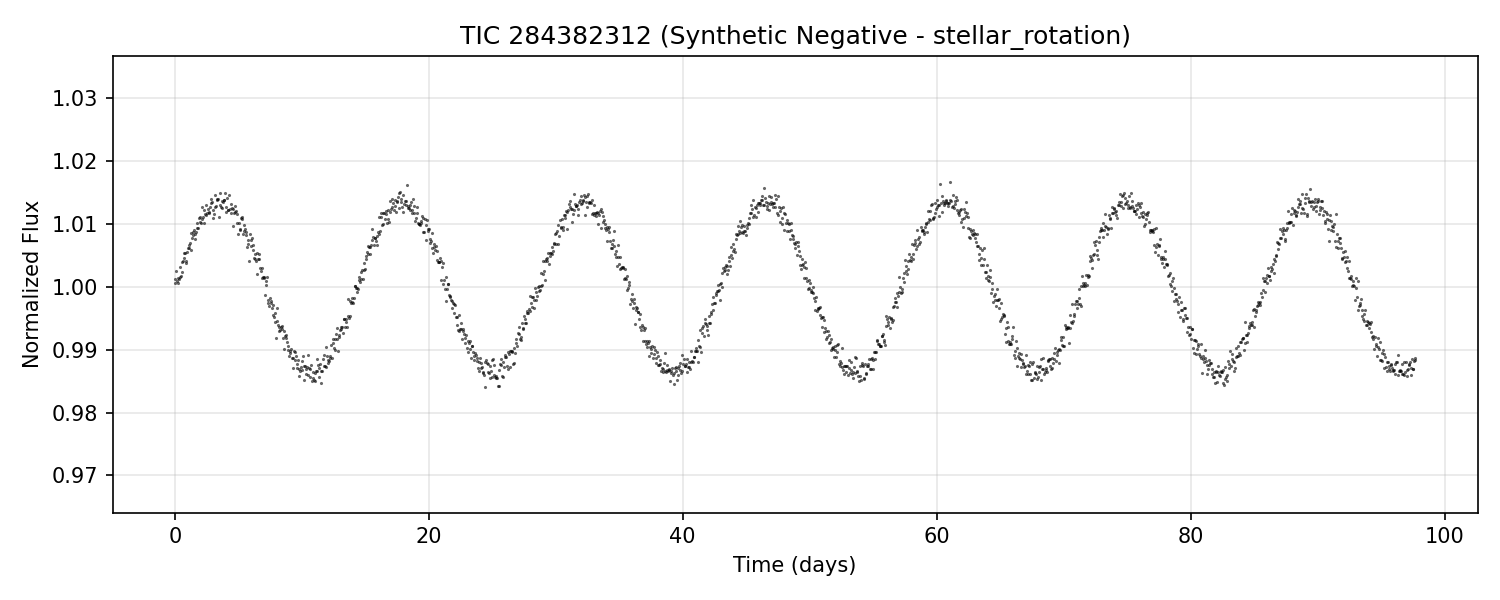 TIC 284382312 (Synthetic Negative - stellar_rotation)
1.03
1.02
1.01
1.00
0.99
0.98
0.97
Normalized Flux
0 20 40 60 80 100
Time (days)